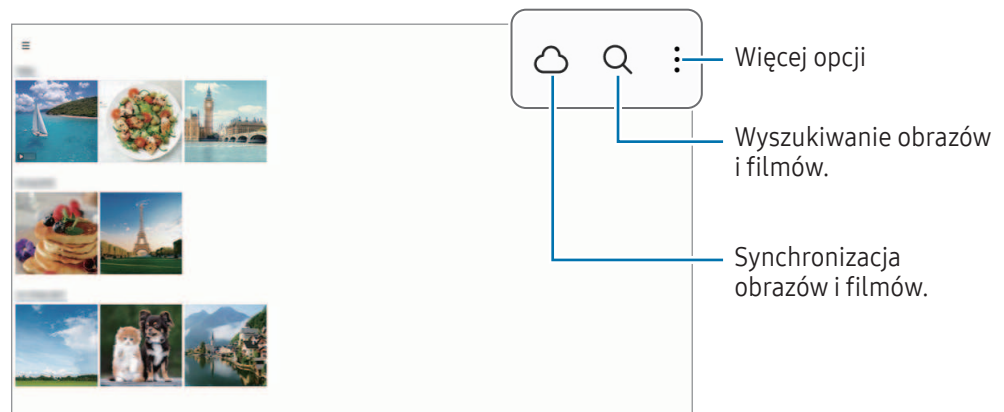 Więcej opcji
Wyszukiwanie obrazów
i filmów.
Synchronizacja
obrazów i filmów.